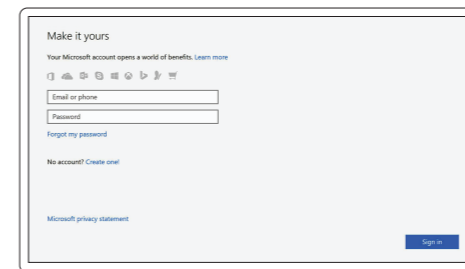 Make it yours
Your Microsoft account opens a world of benefits. Learn more
Email or phone
Password
Forgot my password
No account? Create one!
Microsoft privacy statement
Sign in